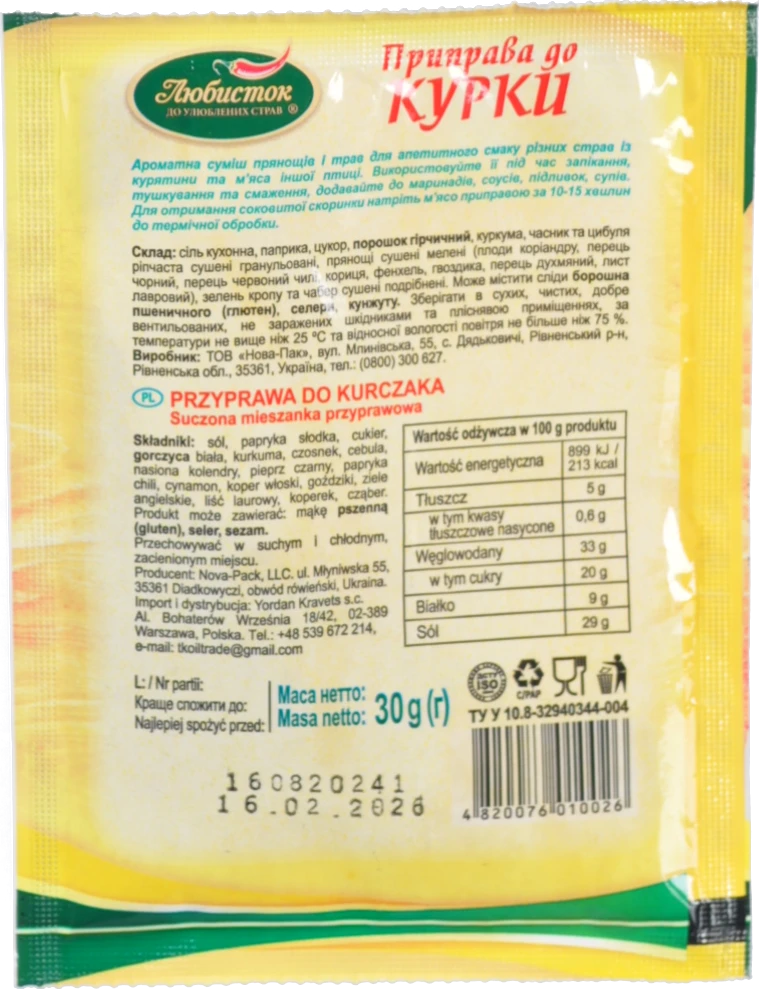 Любисток
ДО УЛЮБЛЕНИХ СТРАВ ®
Приправа до
КУРКИ
Ароматна суміш прянощів і трав для апетитного смаку різних страв із
курятини та м'яса іншої птиці. Використовуйте її під час запікання,
тушкування та смаження, додавайте до маринадів, соусів, підливок, супів.
Для отримання соковитої скоринки натріть м'ясо приправою за 10-15 хвилин
до термічної обробки.
Склад: сіль кухонна, паприка, цукор, порошок гірчичний, куркума, часник та цибуля
ріпчаста сушені гранульовані, прянощі сушені мелені (плоди коріандру, перець
чорний, перець червоний чилі, кориця, фенхель, гвоздика, перець духмяний, лист
лавровий), зелень кропу та чабер сушені подрібнені. Може містити сліди борошна
пшеничного (глютен), селери, кунжуту. Зберігати в сухих, чистих, добре
вентильованих, не заражених шкідниками та пліснявою приміщеннях, за
температури не вище ніж 25 °С та відносної вологості повітря не більше ніж 75 %.
Виробник: ТОВ «Нова-Пак», вул. Млинівська, 55, с. Дядьковичі, Рівненський р-н,
Рівненська обл., 35361, Україна, тел.: (0800) 300 627.
PL PRZYPRAWA DO KURCZAKA
Suczona mieszanka przyprawowa
Składniki: sól, papryka słodka, cukier,
gorczyca biała, kurkuma, czosnek, cebula,
nasiona kolendry, pieprz czarny, papryka
chili, cynamon, koper włoski, goździki, ziele
angielskie, liść laurowy, koperek, cząber.
Produkt może zawierać: mąkę pszenną
(gluten), seler, sezam.
Przechowywać w suchym i chłodnym,
zacienionym miejscu.
Producent: Nova-Pack, LLC. ul. Młyniwska 55,
35361 Diadkowyczi, obwód rówieński, Ukraina.
Import i dystrybucja: Yordan Kravets s.c.
Al. Bohaterów Września 18/42, 02-389
Warszawa, Polska. Tel.: +48 539 672 214,
e-mail: tkoiltrade@gmail.com
Wartość odżywcza w 100 g produktu
Wartość energetyczna 899 kJ / 213 kcal
Tłuszcz 5 g
w tym kwasy tłuszczowe nasycone 0,6 g
Węglowodany 33 g
w tym cukry 20 g
Białko 9 g
Sól 29 g
L: / Nr partii:
Краще спожити до:
Najlepiej spożyć przed:
Маса нетто:
Masa netto: 30 g (г)
ISO
C/PAP
ТУ У 10.8-32940344-004
160820241
16.02.2026
4 820076 010026